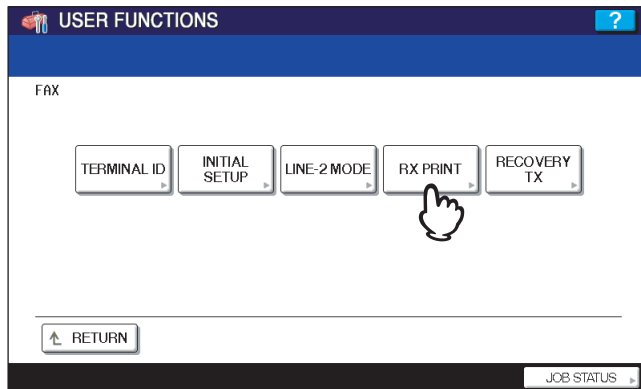 USER FUNCTIONS
?
FAX
TERMINAL ID
INITIAL
SETUP
LINE-2 MODE
RX PRINT
RECOVERY
TX
RETURN
JOB STATUS